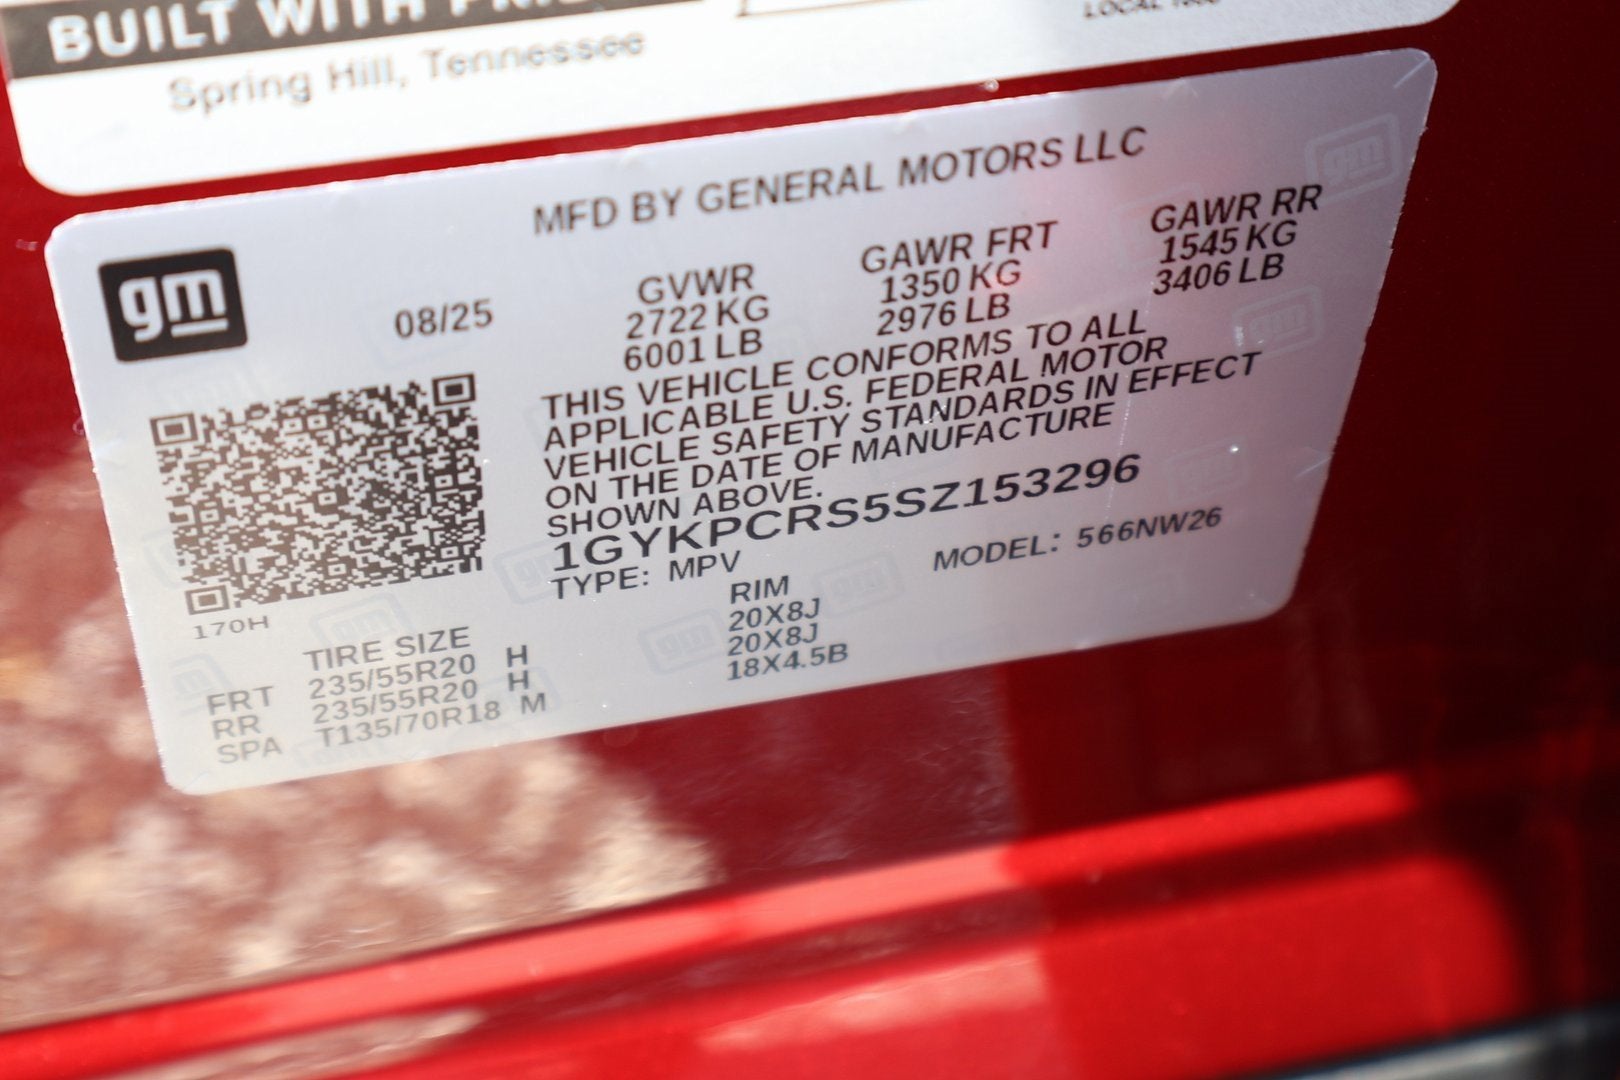 BUILT WITH
Spring Hill, Tennessee
LOCAL
MFD BY GENERAL MOTORS LLC
gm
08/25
GVWR GAWR FRT GAWR RR
2722 KG 1350 KG 1545 KG
6001 LB 2976 LB 3406 LB
THIS VEHICLE CONFORMS TO ALL
APPLICABLE U.S. FEDERAL MOTOR
VEHICLE SAFETY STANDARDS IN EFFECT
ON THE DATE OF MANUFACTURE
SHOWN ABOVE.
1GYKPCRS5SZ153296
TYPE: MPV MODEL: 566NW26
170H
TIRE SIZE RIM
FRT 235/55R20 H 20X8J
RR 235/55R20 H 20X8J
SPA T135/70R18 M 18X4.5B